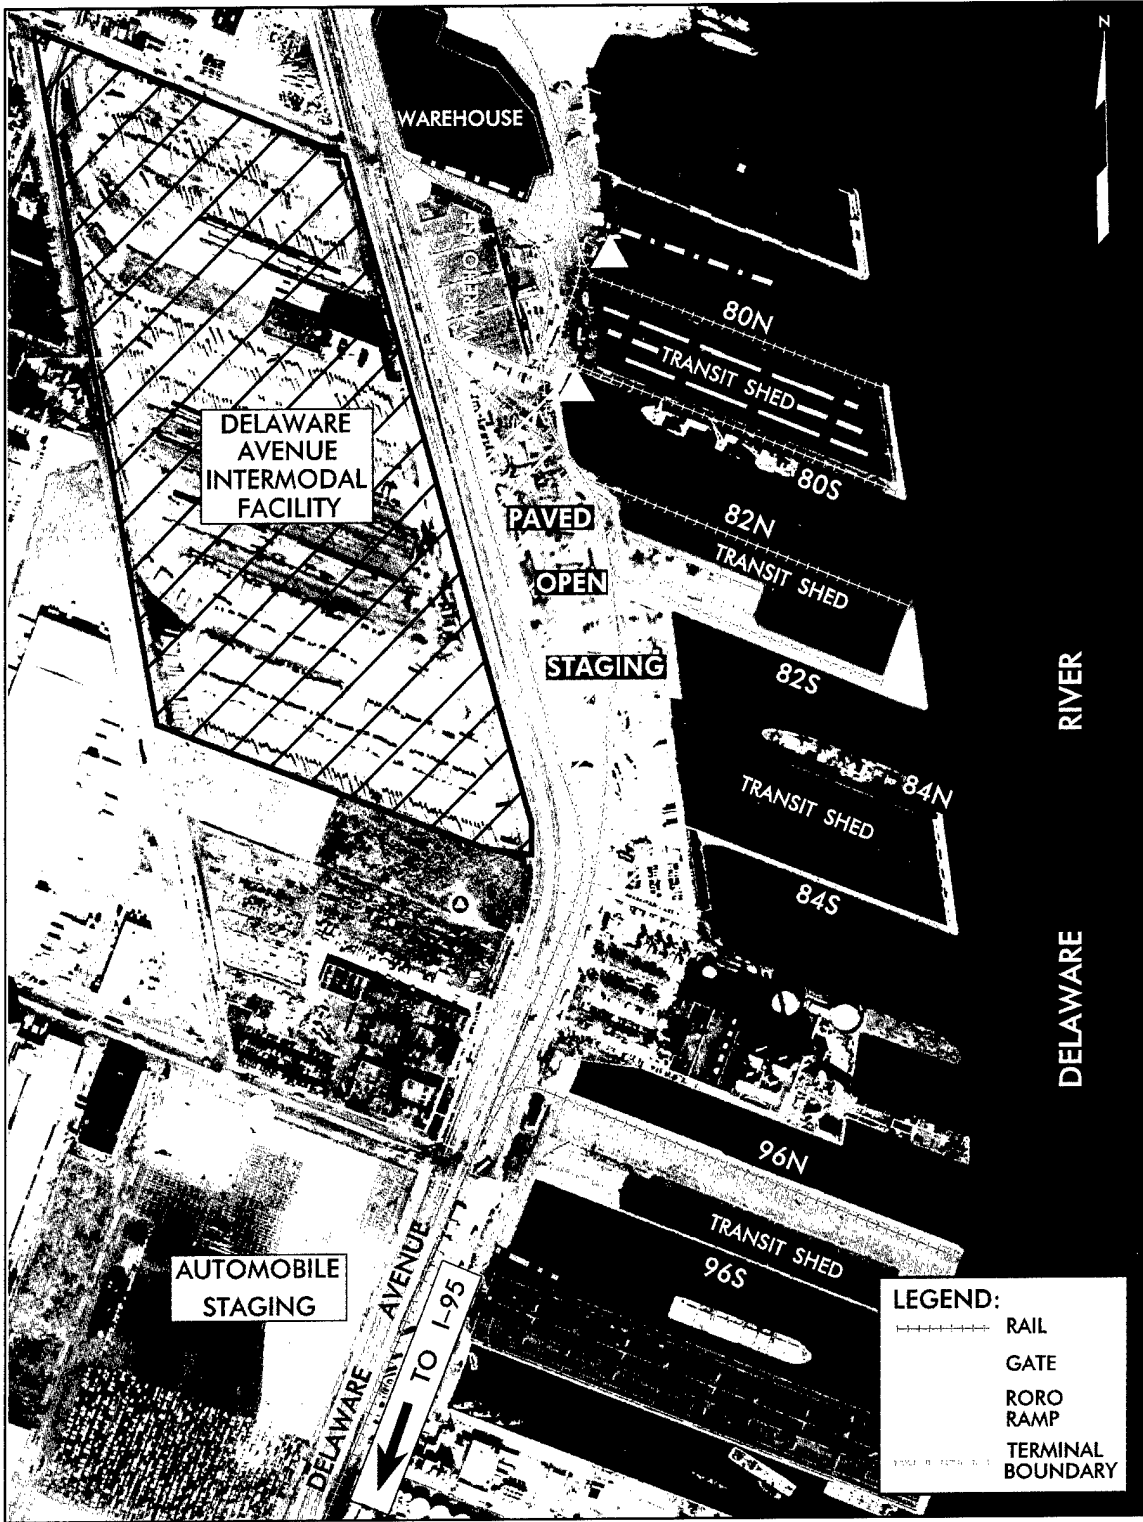 N
WAREHOUSE
WAREHOUSE
80N
TRANSIT SHED
80S
DELAWARE
AVENUE
INTERMODAL
FACILITY
PAVED
OPEN
STAGING
82N
TRANSIT SHED
82S
RIVER
84N
TRANSIT SHED
84S
DELAWARE
96N
TRANSIT SHED
96S
AUTOMOBILE
STAGING
DELAWARE AVENUE
TO I-95
LEGEND:
RAIL
GATE
RORO
RAMP
TERMINAL
BOUNDARY